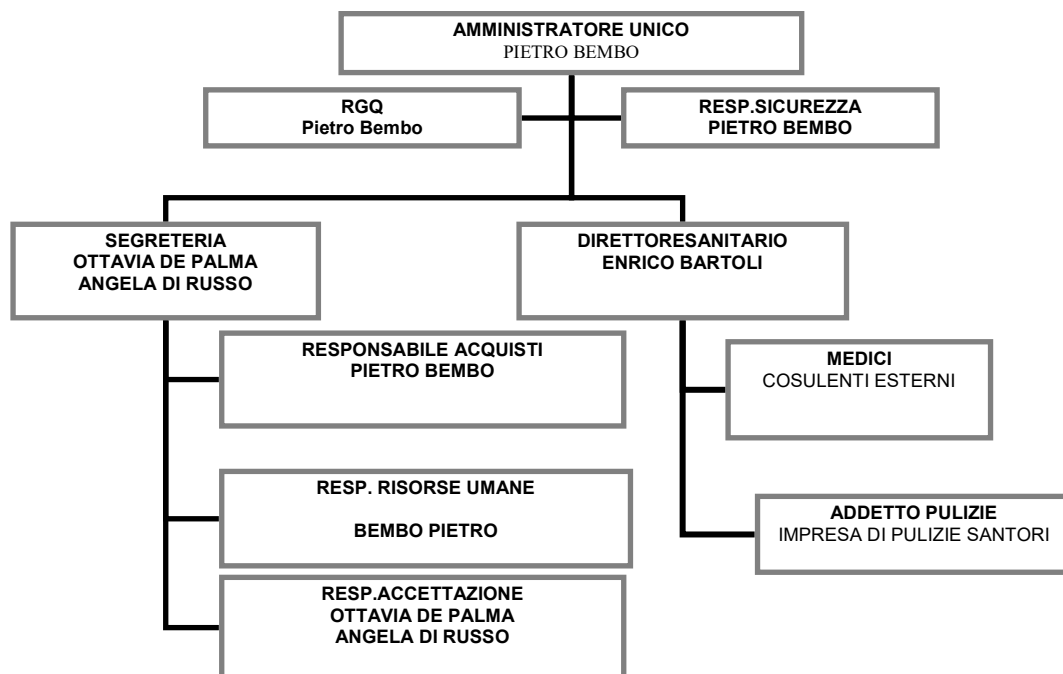 AMMINISTRATORE UNICO
PIETRO BEMBO
RGQ
Pietro Bembo
RESP.SICUREZZA
PIETRO BEMBO
SEGRETERIA
OTTAVIA DE PALMA
ANGELA DI RUSSO
DIRETTORESANITARIO
ENRICO BARTOLI
RESPONSABILE ACQUISTI
PIETRO BEMBO
MEDICI
COSULENTI ESTERNI
RESP. RISORSE UMANE
BEMBO PIETRO
ADDETTO PULIZIE
IMPRESA DI PULIZIE SANTORI
RESP.ACCETTAZIONE
OTTAVIA DE PALMA
ANGELA DI RUSSO